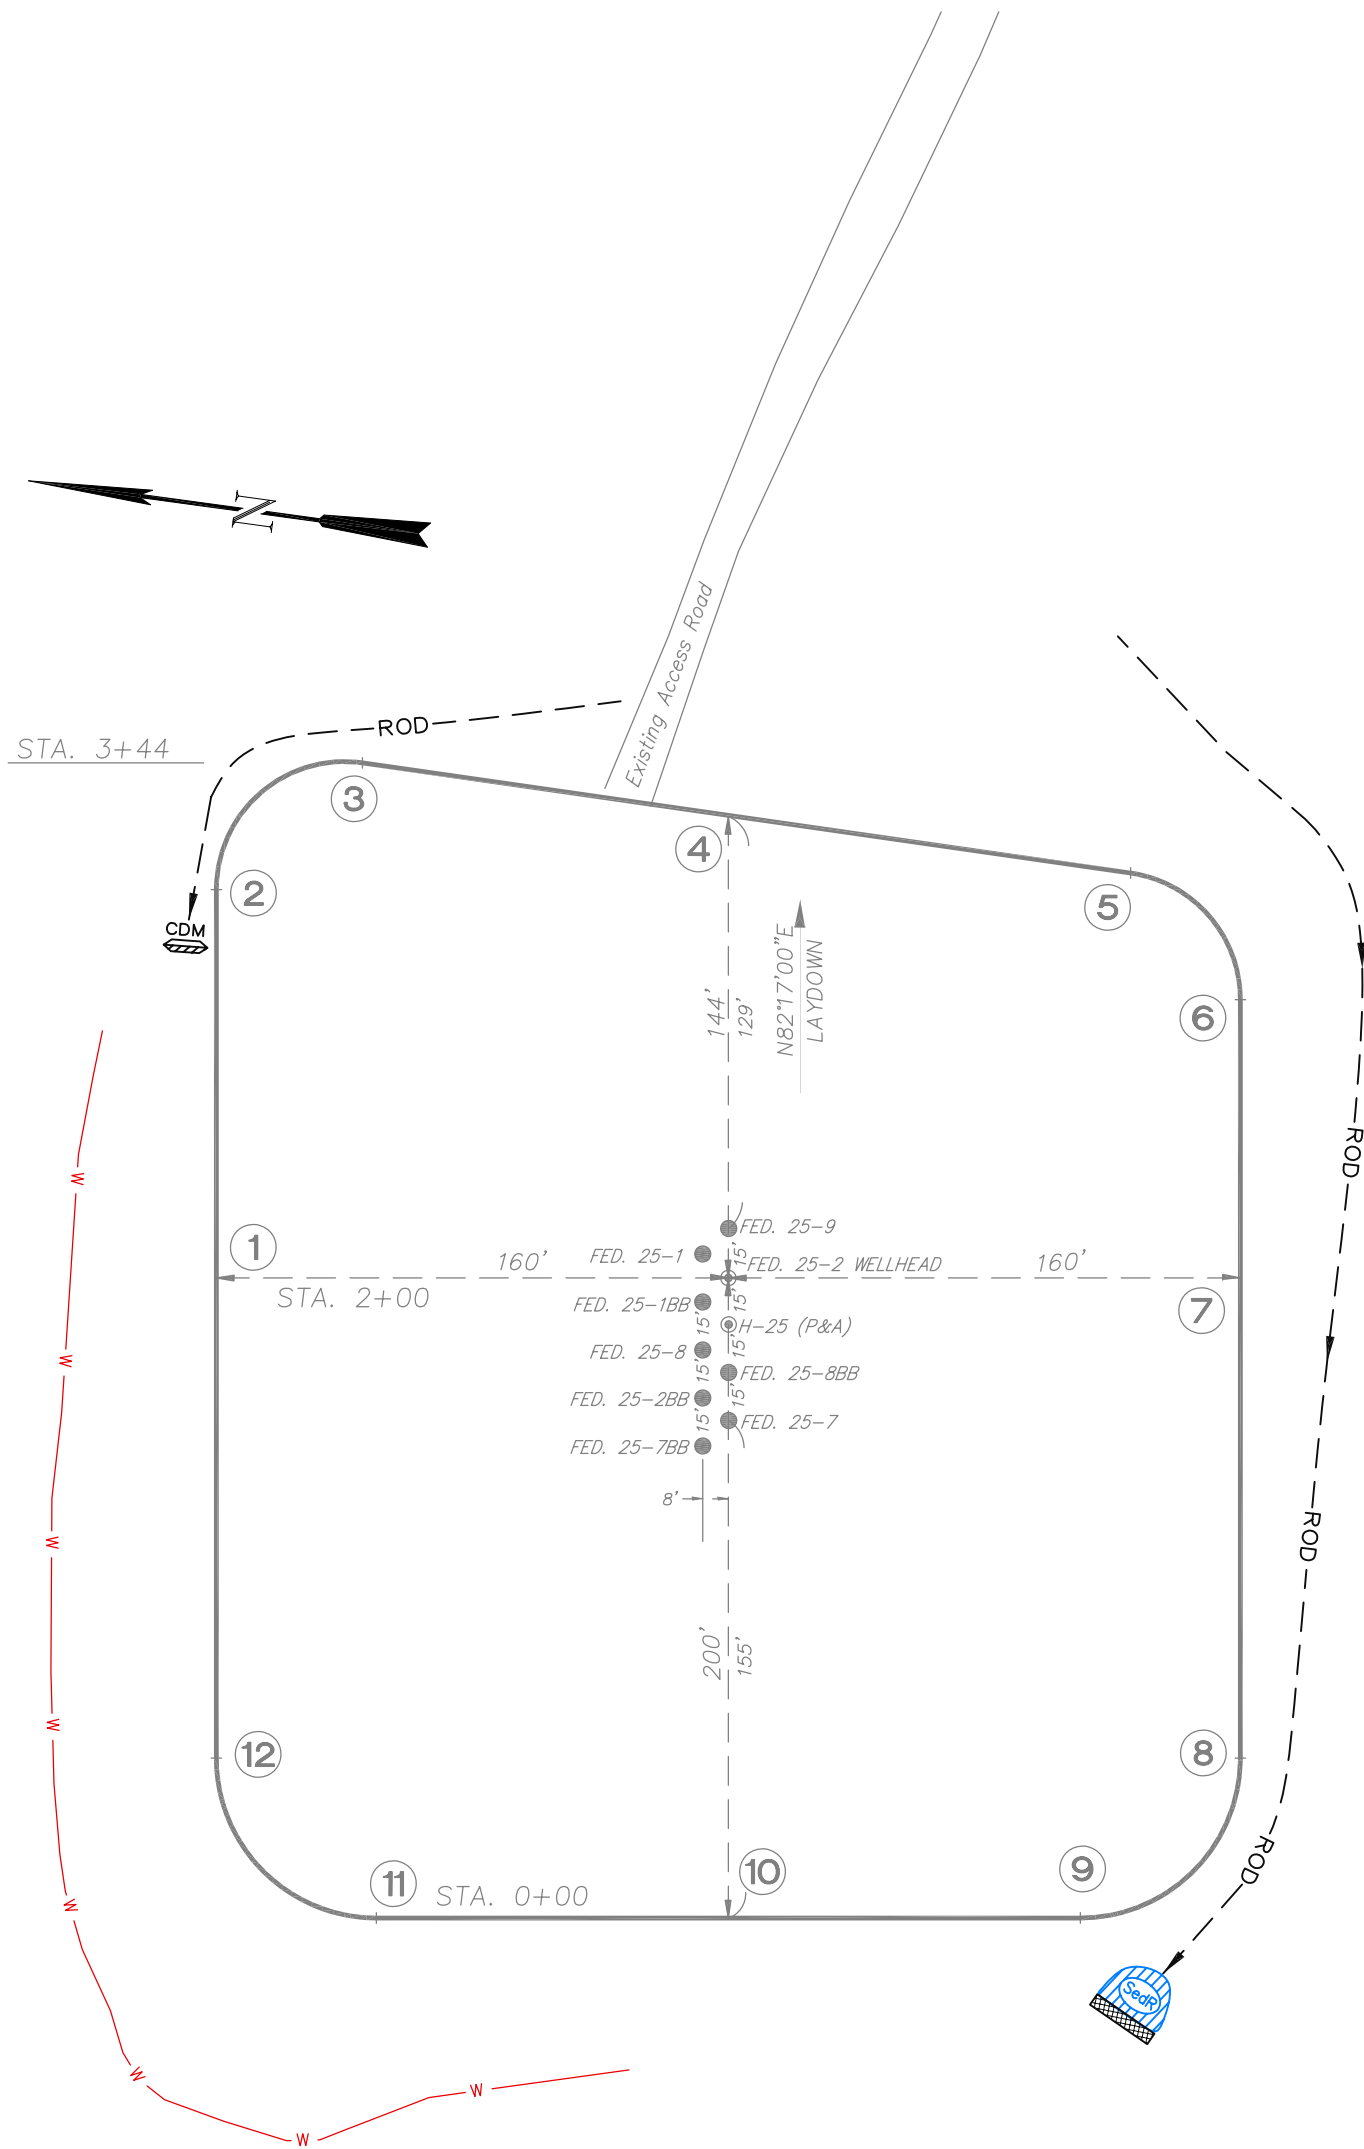 Existing Access Road
N
ROD
STA. 3+44
3
4
2
5
CDM
N82°17'00"E
LAYDOWN
144'
129'
6
ROD
FED. 25-9
1
FED. 25-1
15'
160'
FED. 25-2 WELLHEAD
160'
STA. 2+00
7
FED. 25-1BB
15'
15'
H-25 (P&A)
FED. 25-8
15'
15'
FED. 25-8BB
FED. 25-2BB
15'
15'
FED. 25-7
FED. 25-7BB
8'
ROD
200'
155'
12
8
ROD
11
STA. 0+00
10
9
SedR
W
W
W
W
W
W
W
W